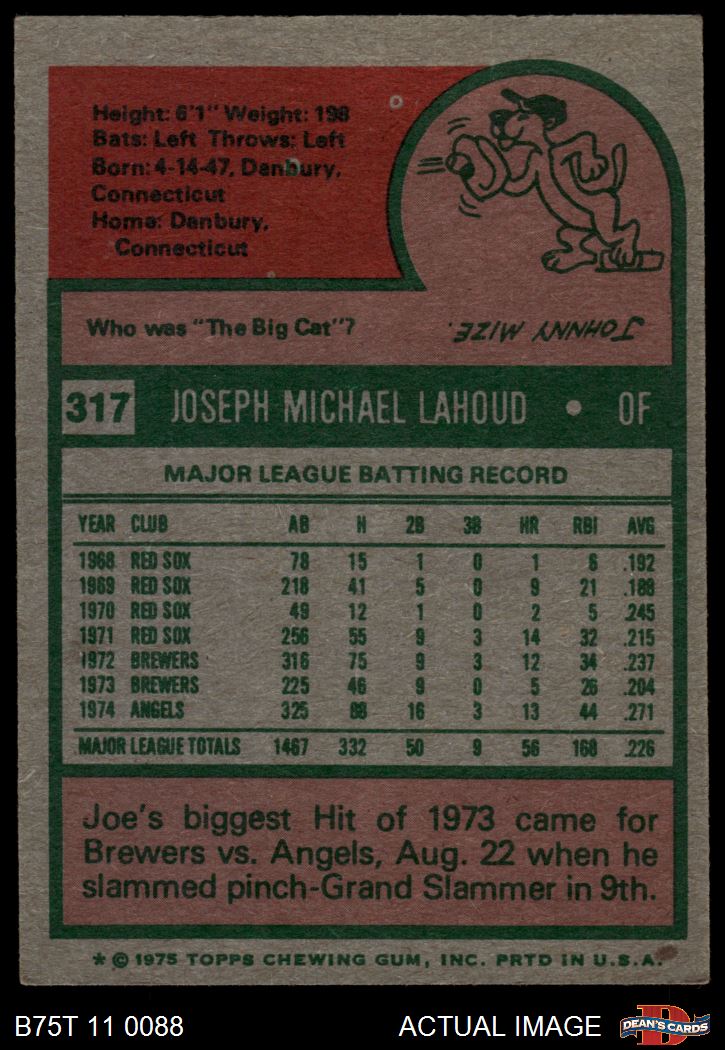 Height: 6'1" Weight: 198
Bats: Left Throws: Left
Born: 4-14-47, Danbury,
Connecticut
Home: Danbury,
Connecticut
Who was "The Big Cat"?
JOHNNY MIZE.
317 JOSEPH MICHAEL LAHOUD • OF
MAJOR LEAGUE BATTING RECORD
YEAR CLUB AB H 2B 3B HR RBI AVG
1968 RED SOX 78 15 1 0 1 6 .192
1969 RED SOX 218 41 5 0 9 21 .188
1970 RED SOX 49 12 1 0 2 5 .245
1971 RED SOX 256 55 9 3 14 32 .215
1972 BREWERS 316 75 9 3 12 34 .237
1973 BREWERS 225 46 9 0 5 26 .204
1974 ANGELS 325 88 16 3 13 44 .271
MAJOR LEAGUE TOTALS 1467 332 50 9 56 168 .226
Joe's biggest Hit of 1973 came for
Brewers vs. Angels, Aug. 22 when he
slammed pinch-Grand Slammer in 9th.
* © 1975 TOPPS CHEWING GUM, INC. PRTD IN U.S.A.
B75T 11 0088 ACTUAL IMAGE D DEAN'S CARDS